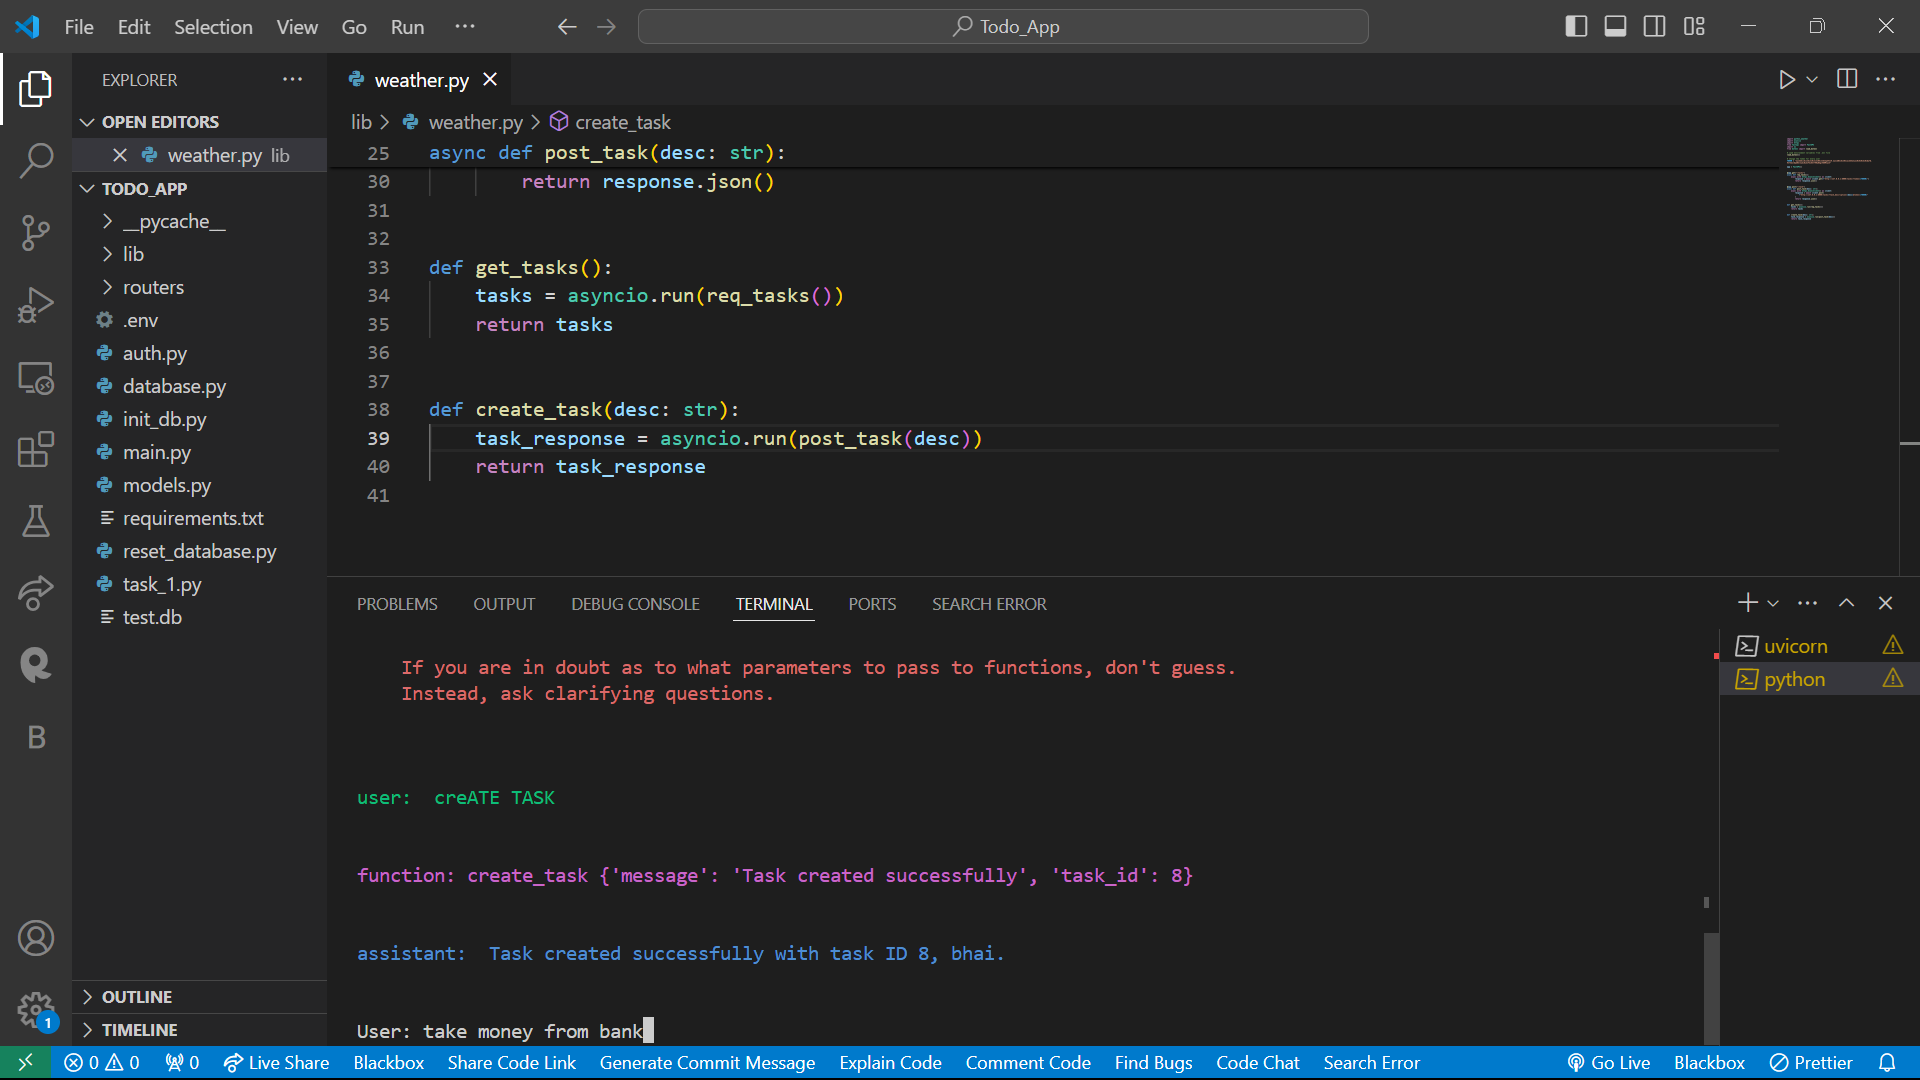 File Edit Selection View Go Run ··· Todo_App
EXPLORER ···
OPEN EDITORS
weather.py lib
TODO_APP
__pycache__
lib
routers
.env
auth.py
database.py
init_db.py
main.py
models.py
requirements.txt
reset_database.py
task_1.py
test.db
OUTLINE
TIMELINE
B
1
weather.py
lib > weather.py > create_task
25 async def post_task(desc: str):
30 return response.json()
31
32
33 def get_tasks():
34 tasks = asyncio.run(req_tasks())
35 return tasks
36
37
38 def create_task(desc: str):
39 task_response = asyncio.run(post_task(desc))
40 return task_response
41
PROBLEMS OUTPUT DEBUG CONSOLE TERMINAL PORTS SEARCH ERROR
If you are in doubt as to what parameters to pass to functions, don't guess.
Instead, ask clarifying questions.
user: creATE TASK
function: create_task {'message': 'Task created successfully', 'task_id': 8}
assistant: Task created successfully with task ID 8, bhai.
User: take money from bank
uvicorn
python
0 0 0 Live Share Blackbox Share Code Link Generate Commit Message Explain Code Comment Code Find Bugs Code Chat Search Error Go Live Blackbox Prettier